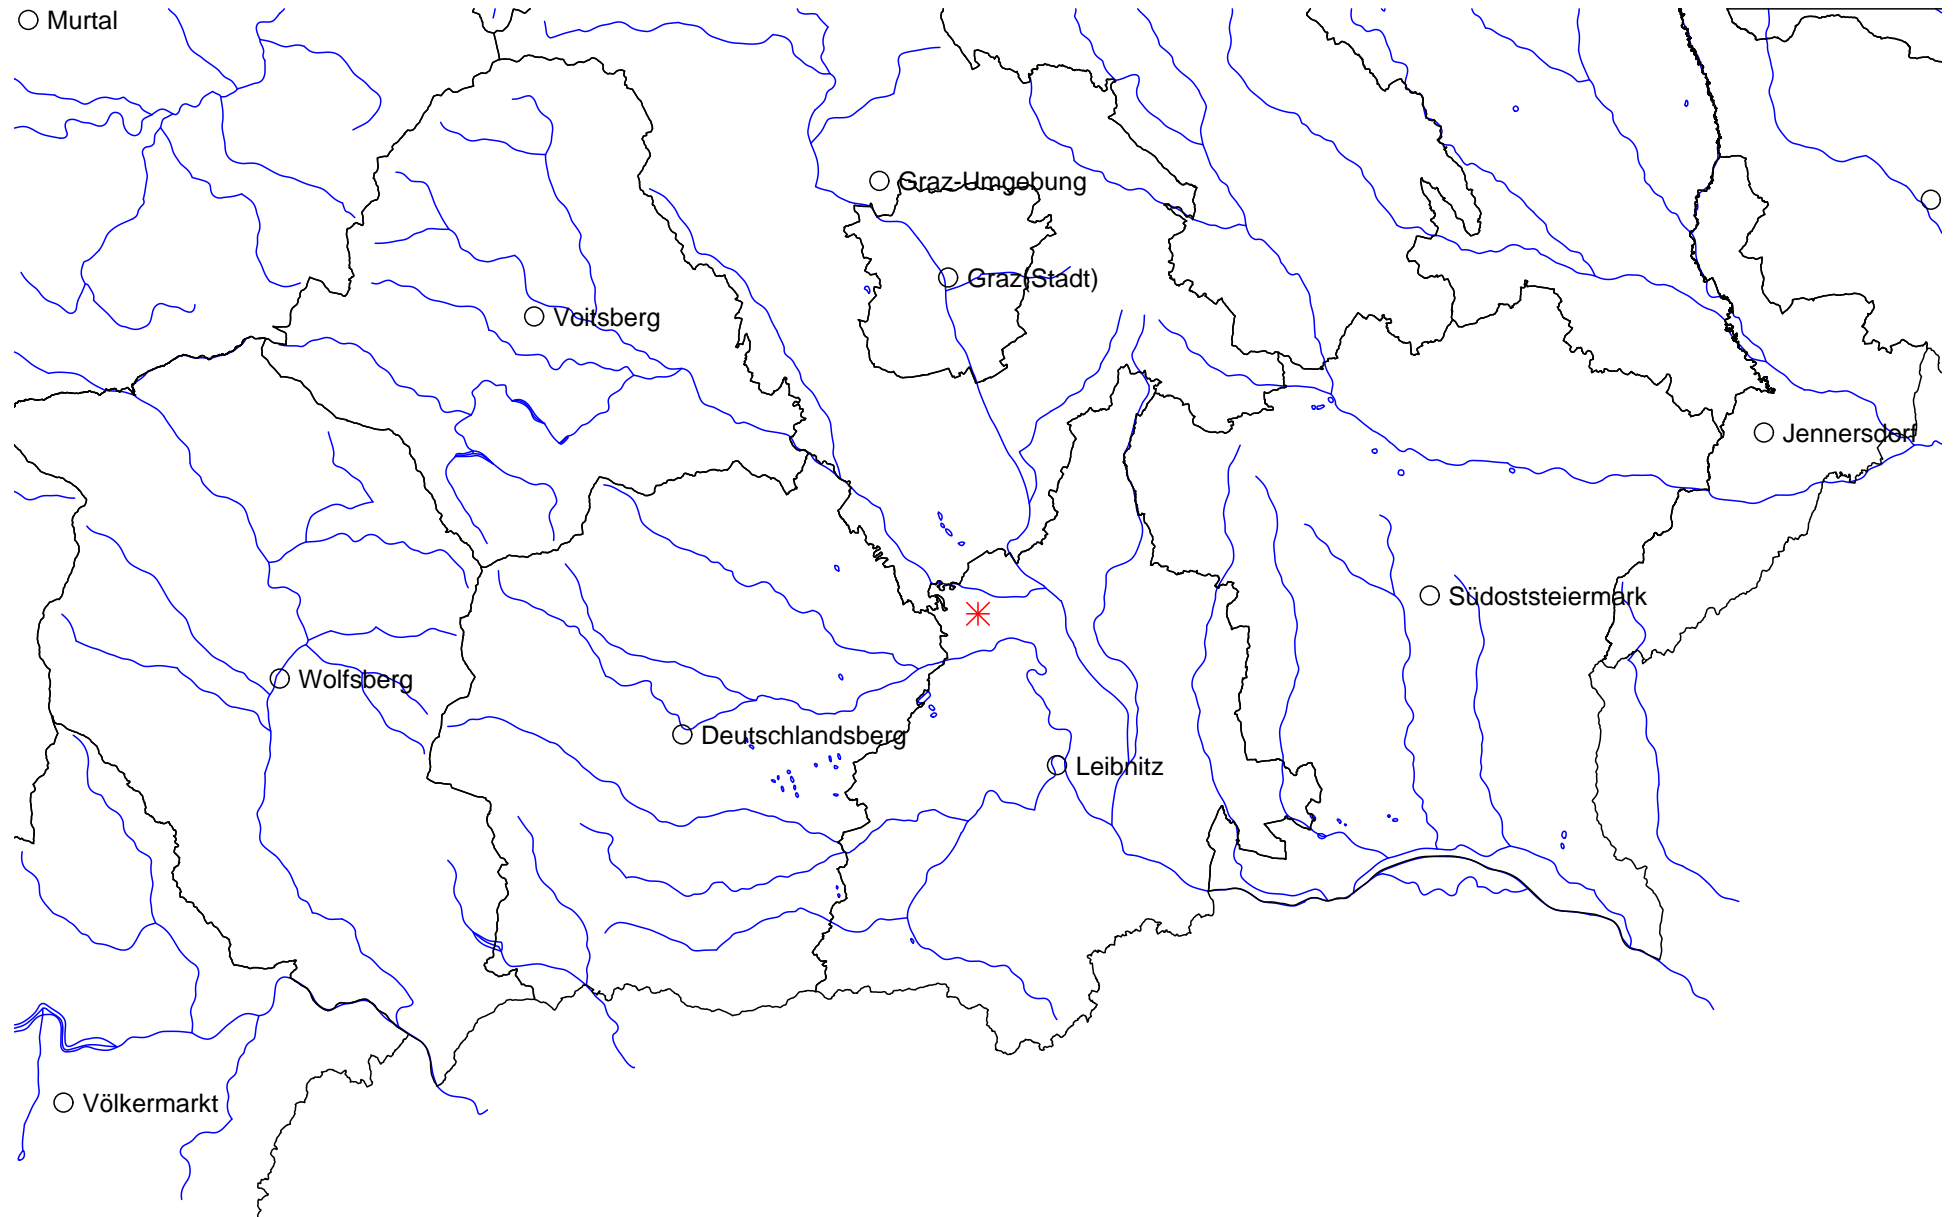 Murtal
Graz-Umgebung
Graz(Stadt)
Voitsberg
Jennersdorf
Südoststeiermark
Wolfsberg
Deutschlandsberg
Leibnitz
Völkermarkt